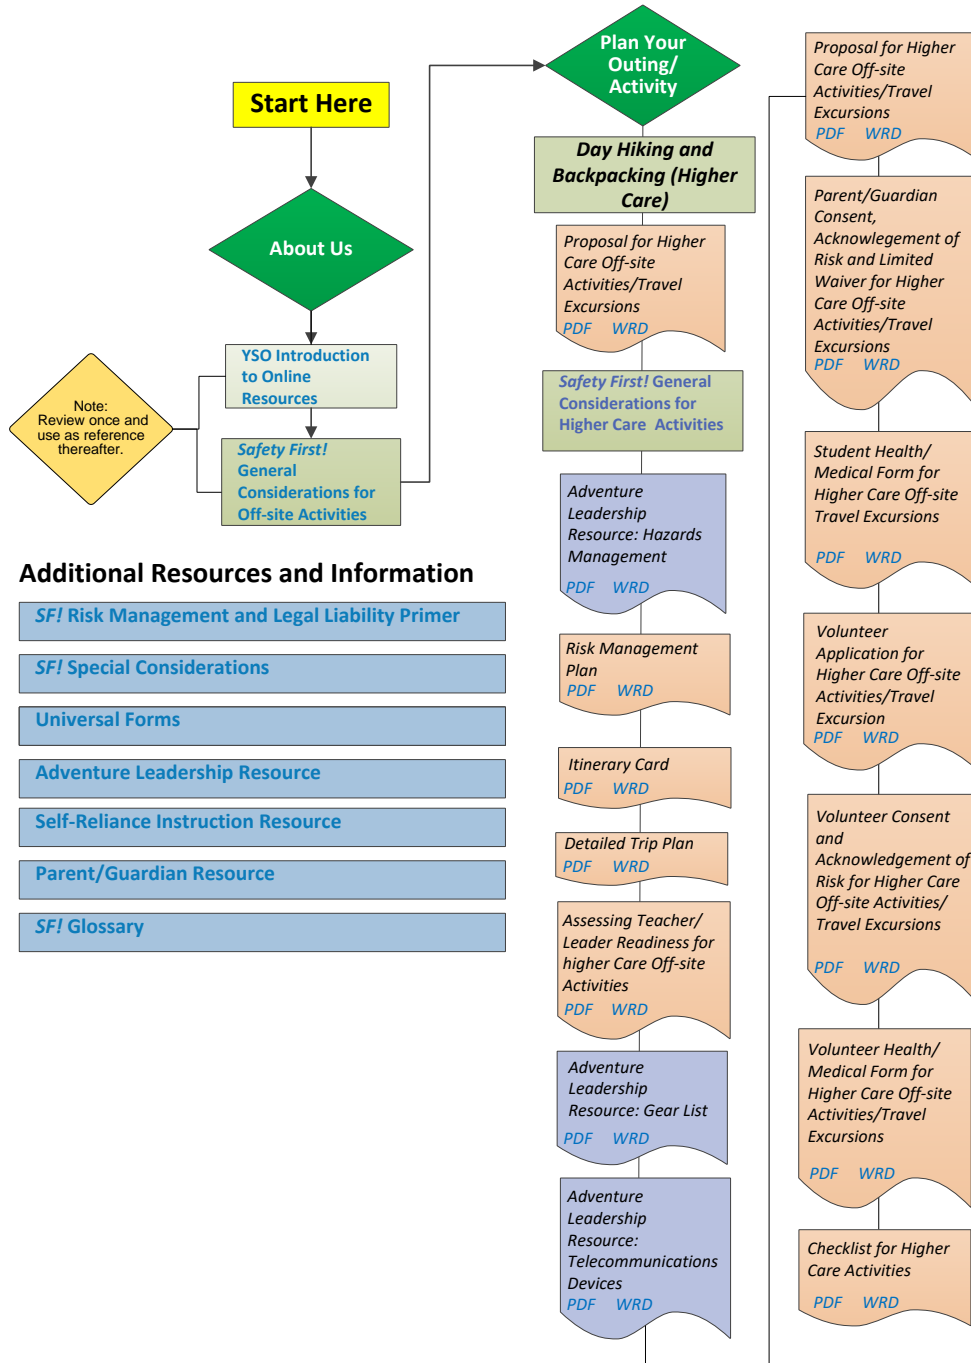 Start Here
About Us
YSO Introduction
to Online
Resources
Note:
Review once and
use as reference
thereafter.
Safety First!
General
Considerations for
Off-site Activities
Additional Resources and Information
SF! Risk Management and Legal Liability Primer
SF! Special Considerations
Universal Forms
Adventure Leadership Resource
Self-Reliance Instruction Resource
Parent/Guardian Resource
SF! Glossary
Plan Your
Outing/
Activity
Day Hiking and
Backpacking (Higher
Care)
Proposal for Higher
Care Off-site
Activities/Travel
Excursions
PDF WRD
Safety First! General
Considerations for
Higher Care Activities
Adventure
Leadership
Resource: Hazards
Management
PDF WRD
Risk Management
Plan
PDF WRD
Itinerary Card
PDF WRD
Detailed Trip Plan
PDF WRD
Assessing Teacher/
Leader Readiness for
higher Care Off-site
Activities
PDF WRD
Adventure
Leadership
Resource: Gear List
PDF WRD
Adventure
Leadership
Resource:
Telecommunications
Devices
PDF WRD
Proposal for Higher
Care Off-site
Activities/Travel
Excursions
PDF WRD
Parent/Guardian
Consent,
Acknowlegement of
Risk and Limited
Waiver for Higher
Care Off-site
Activities/Travel
Excursions
PDF WRD
Student Health/
Medical Form for
Higher Care Off-site
Travel Excursions
PDF WRD
Volunteer
Application for
Higher Care Off-site
Activities/Travel
Excursion
PDF WRD
Volunteer Consent
and
Acknowledgement of
Risk for Higher Care
Off-site Activities/
Travel Excursions
PDF WRD
Volunteer Health/
Medical Form for
Higher Care Off-site
Activities/Travel
Excursions
PDF WRD
Checklist for Higher
Care Activities
PDF WRD